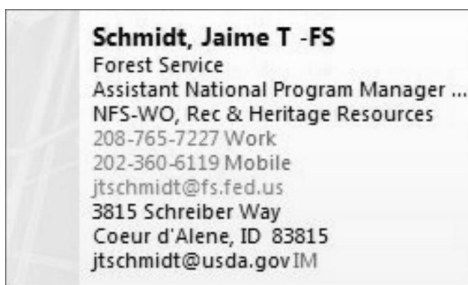 Schmidt, Jaime T -FS
Forest Service
Assistant National Program Manager ...
NFS-WO, Rec & Heritage Resources
208-765-7227 Work
202-360-6119 Mobile
jtschmidt@fs.fed.us
3815 Schreiber Way
Coeur d'Alene, ID  83815
jtschmidt@usda.gov IM